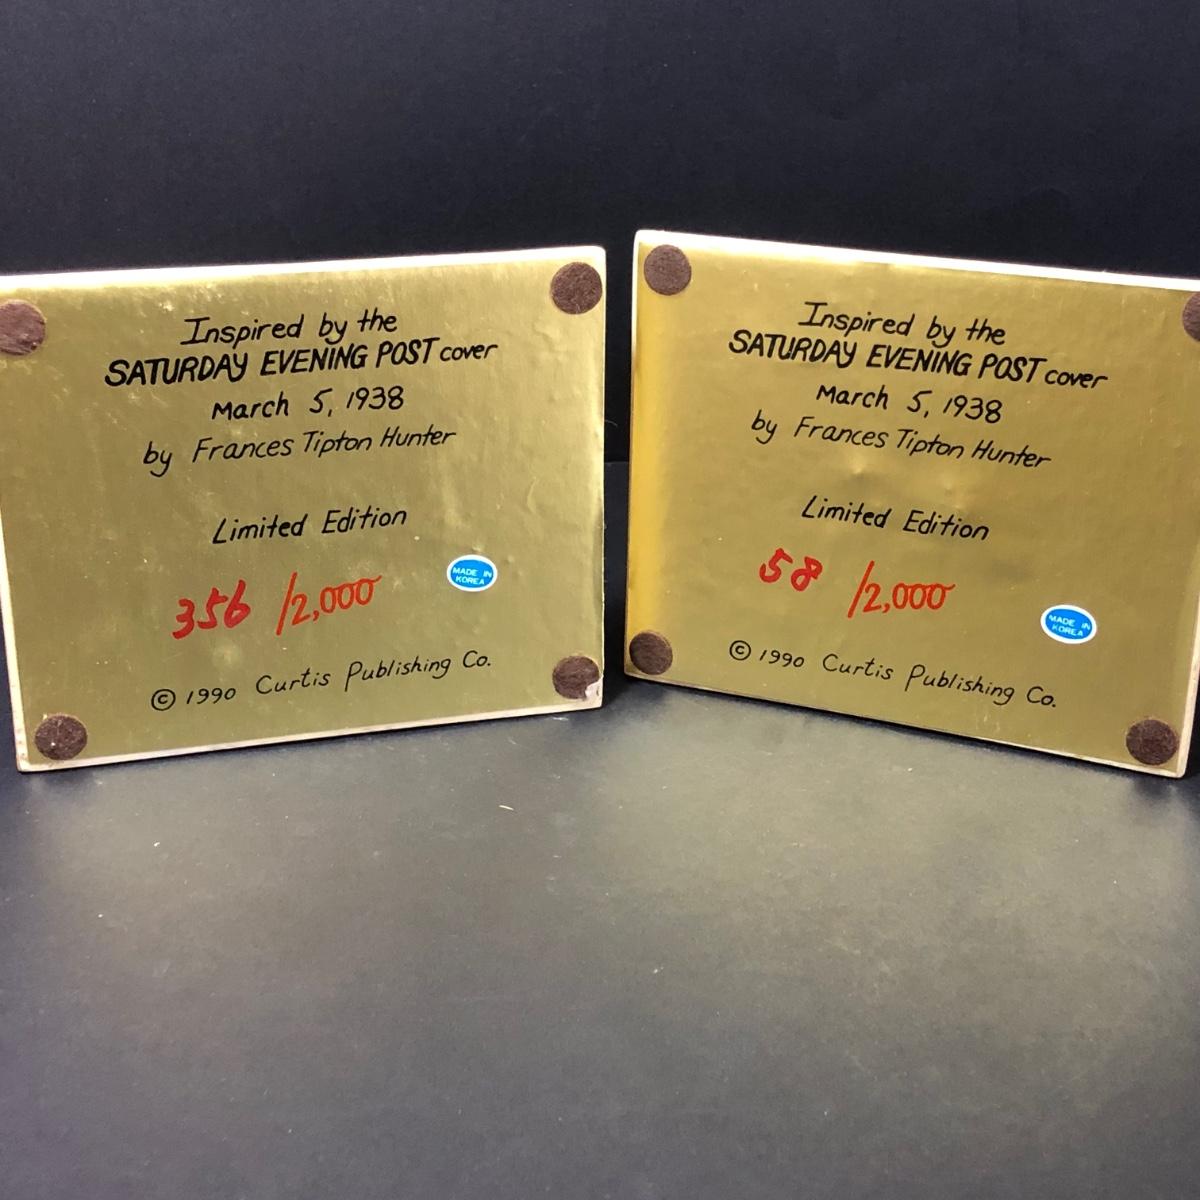 Inspired by the
SATURDAY EVENING POST cover
March 5, 1938
by Frances Tipton Hunter
Limited Edition
356 /2,000
MADE IN
KOREA
© 1990 Curtis Publishing Co.
Inspired by the
SATURDAY EVENING POST cover
March 5, 1938
by Frances Tipton Hunter
Limited Edition
58 /2,000
MADE IN
KOREA
© 1990 Curtis Publishing Co.